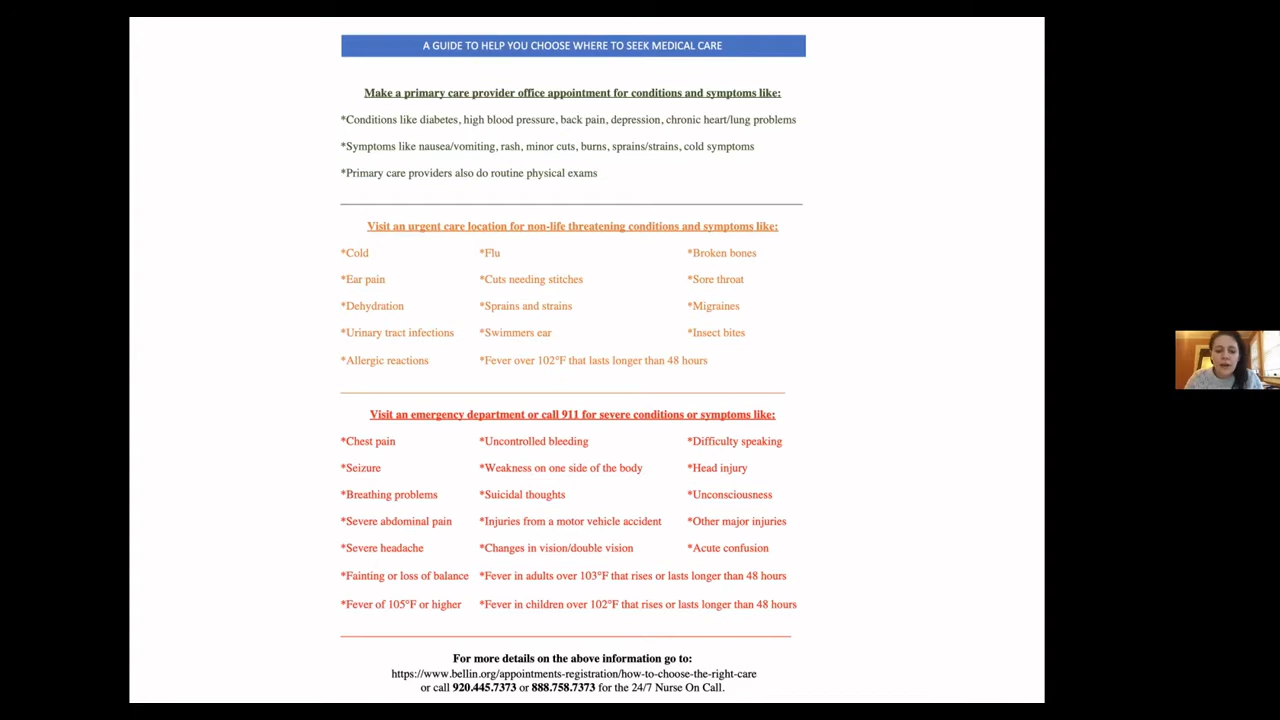 A GUIDE TO HELP YOU CHOOSE WHERE TO SEEK MEDICAL CARE
Make a primary care provider office appointment for conditions and symptoms like:
*Conditions like diabetes, high blood pressure, back pain, depression, chronic heart/lung problems
*Symptoms like nausea/vomiting, rash, minor cuts, burns, sprains/strains, cold symptoms
*Primary care providers also do routine physical exams
Visit an urgent care location for non-life threatening conditions and symptoms like:
*Cold *Flu *Broken bones
*Ear pain *Cuts needing stitches *Sore throat
*Dehydration *Sprains and strains *Migraines
*Urinary tract infections *Swimmers ear *Insect bites
*Allergic reactions *Fever over 102°F that lasts longer than 48 hours
Visit an emergency department or call 911 for severe conditions or symptoms like:
*Chest pain *Uncontrolled bleeding *Difficulty speaking
*Seizure *Weakness on one side of the body *Head injury
*Breathing problems *Suicidal thoughts *Unconsciousness
*Severe abdominal pain *Injuries from a motor vehicle accident *Other major injuries
*Severe headache *Changes in vision/double vision *Acute confusion
*Fainting or loss of balance *Fever in adults over 103°F that rises or lasts longer than 48 hours
*Fever of 105°F or higher *Fever in children over 102°F that rises or lasts longer than 48 hours
For more details on the above information go to:
https://www.bellin.org/appointments-registration/how-to-choose-the-right-care
or call 920.445.7373 or 888.758.7373 for the 24/7 Nurse On Call.